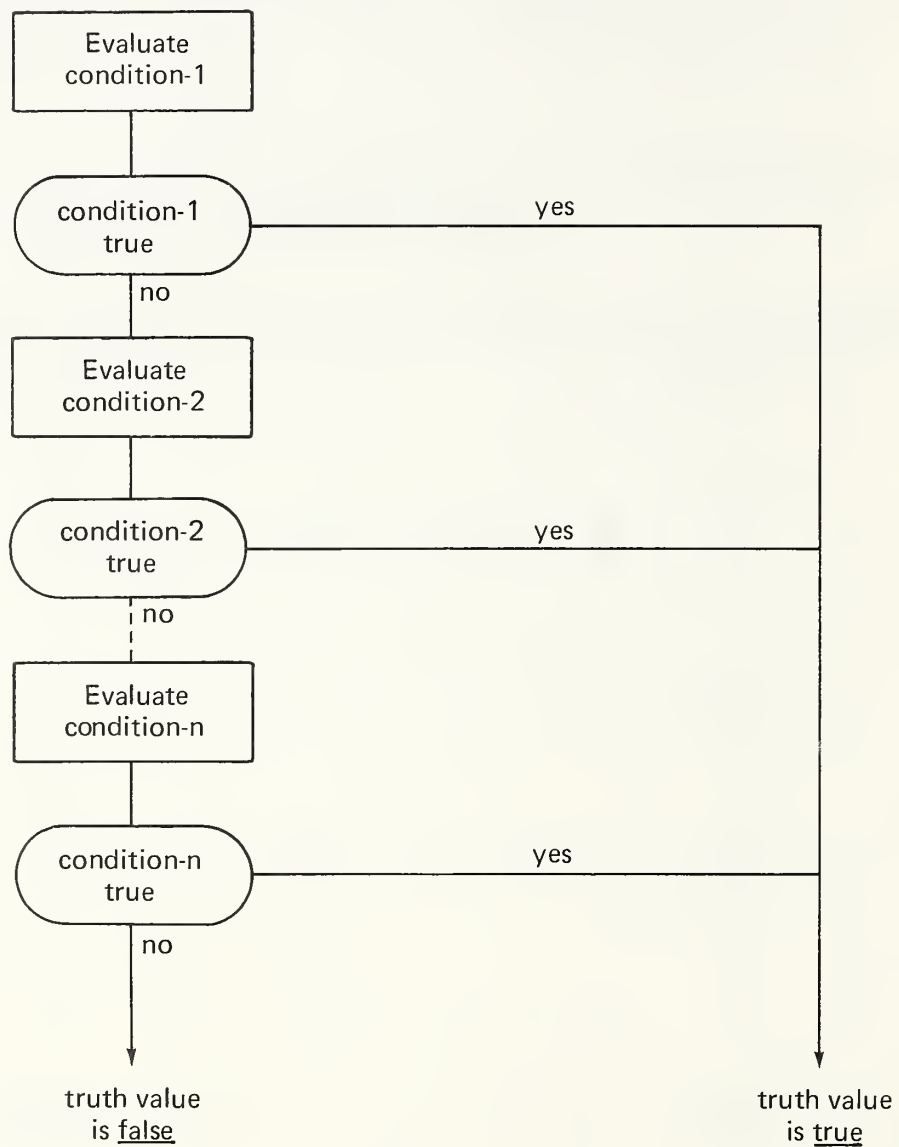 Evaluate
condition-1
condition-1
true
yes
no
Evaluate
condition-2
condition-2
true
yes
no
Evaluate
condition-n
condition-n
true
yes
no
truth value
is false
truth value
is true